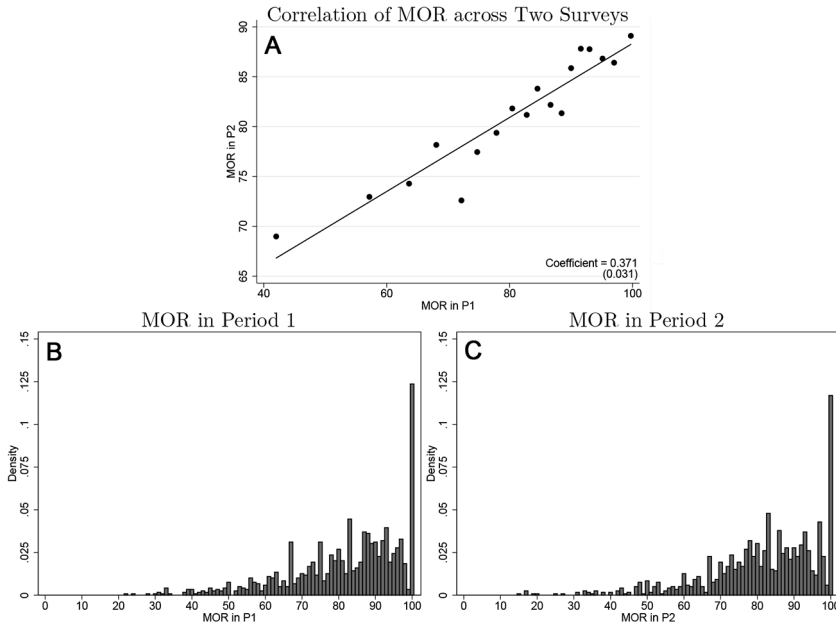 Correlation of MOR across Two Surveys
A
90
85
80
75
70
65
MOR in P2
Coefficient = 0.371
(0.031)
40 60 80 100
MOR in P1
MOR in Period 1
B
.15
.125
.1
.075
.05
.025
0
Density
0 10 20 30 40 50 60 70 80 90 100
MOR in P1
MOR in Period 2
C
.15
.125
.1
.075
.05
.025
0
Density
0 10 20 30 40 50 60 70 80 90 100
MOR in P2